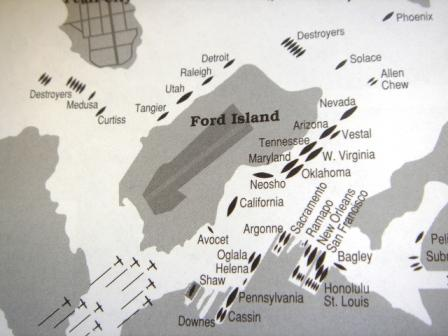 Pearl City
Phoenix
Destroyers
Detroit
Raleigh
Utah
Solace
Allen
Chew
Destroyers
Medusa
Tangier
Curtiss
Ford Island
Nevada
Arizona
Vestal
Tennessee
Maryland
W. Virginia
Oklahoma
Neosho
California
Sacramento
Ramapo
New Orleans
San Francisco
Argonne
Avocet
Oglala
Helena
Bagley
Shaw
Honolulu
St. Louis
Pennsylvania
Downes
Cassin